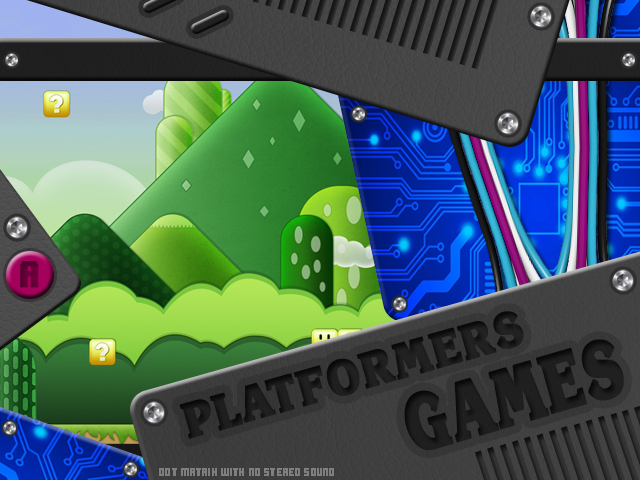 ?
A
?
PLATFORMERS
GAMES
DOT MATRIX WITH NO STEREO SOUND